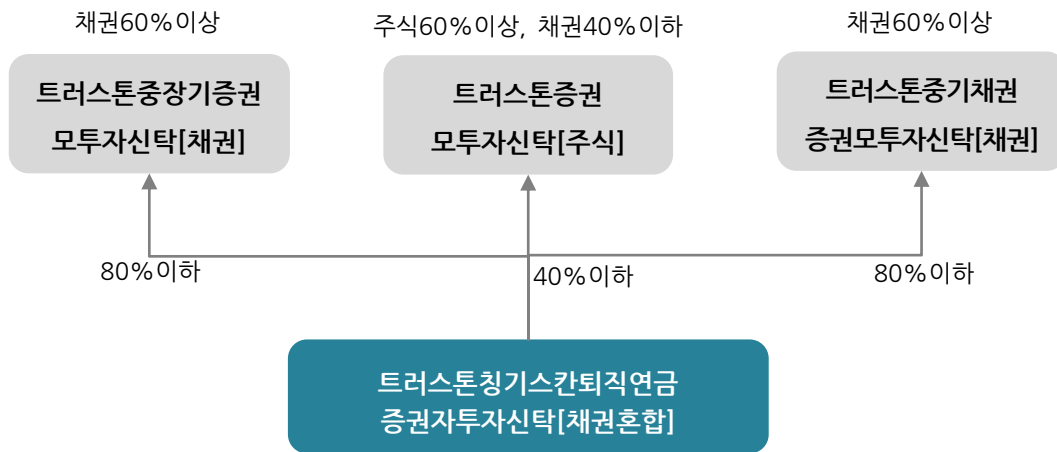 채권60%이상
주식60%이상, 채권40%이하
채권60%이상
트러스톤중장기증권
모투자신탁[채권]
트러스톤증권
모투자신탁[주식]
트러스톤중기채권
증권모투자신탁[채권]
80%이하
40%이하
80%이하
트러스톤칭기스칸퇴직연금
증권자투자신탁[채권혼합]